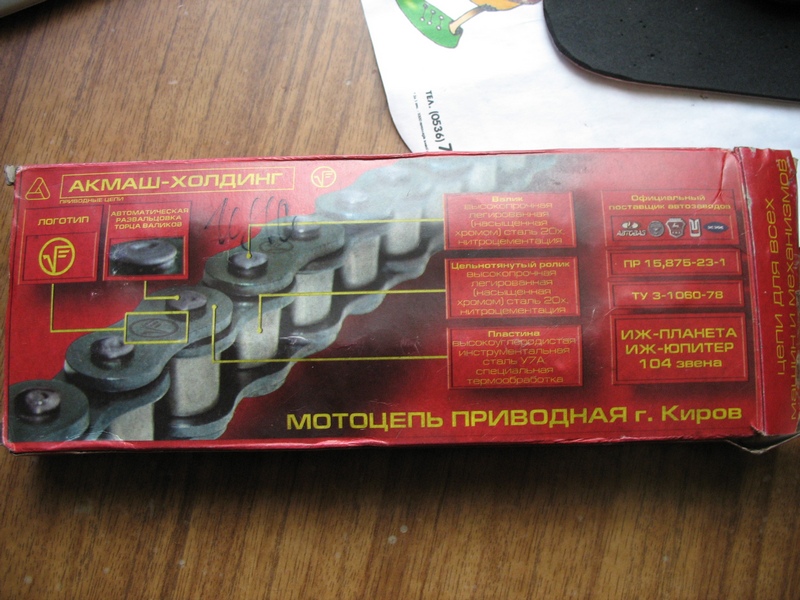 АКМАШ-ХОЛДИНГ
ПРИВОДНЫЕ ЦЕПИ
ЛОГОТИП
АВТОМАТИЧЕСКАЯ
РАЗВАЛЬЦОВКА
ТОРЦА ВАЛИКОВ
Валик
высокопрочная
легированная
(насыщенная
хромом) сталь 20х,
нитроцементация
Цельнотянутый ролик
высокопрочная
легированная
(насыщенная
хромом) сталь 20х,
нитроцементация
Пластина
высокоуглеродистая
инструментальная
сталь У7А,
специальная
термообработка
Официальный
поставщик автозаводов
АВТОВАЗ
ПР 15,875-23-1
ТУ 3-1060-78
ИЖ-ПЛАНЕТА
ИЖ-ЮПИТЕР
104 звена
МОТОЦЕПЬ ПРИВОДНАЯ г. Киров
ЦЕПИ ДЛЯ ВСЕХ
МАШИН И МЕХАНИЗМОВ
ТЕЛ. (0536) 7